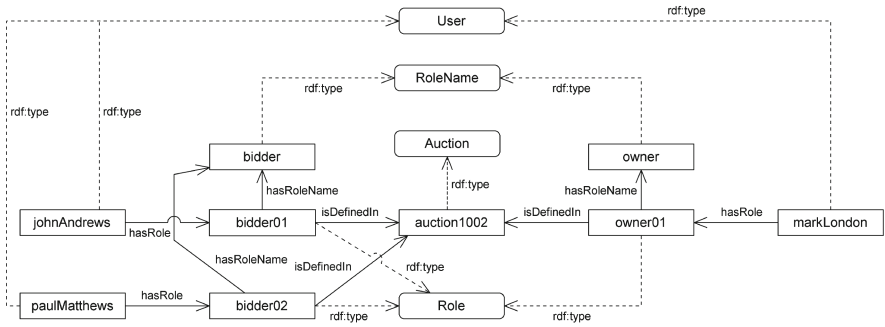 User
rdf:type
RoleName
rdf:type
rdf:type
rdf:type
rdf:type
Auction
bidder
owner
rdf:type
hasRoleName
hasRoleName
johnAndrews
hasRole
bidder01
isDefinedIn
auction1002
isDefinedIn
owner01
hasRole
markLondon
hasRoleName
isDefinedIn
rdf:type
paulMatthews
hasRole
bidder02
rdf:type
Role
rdf:type